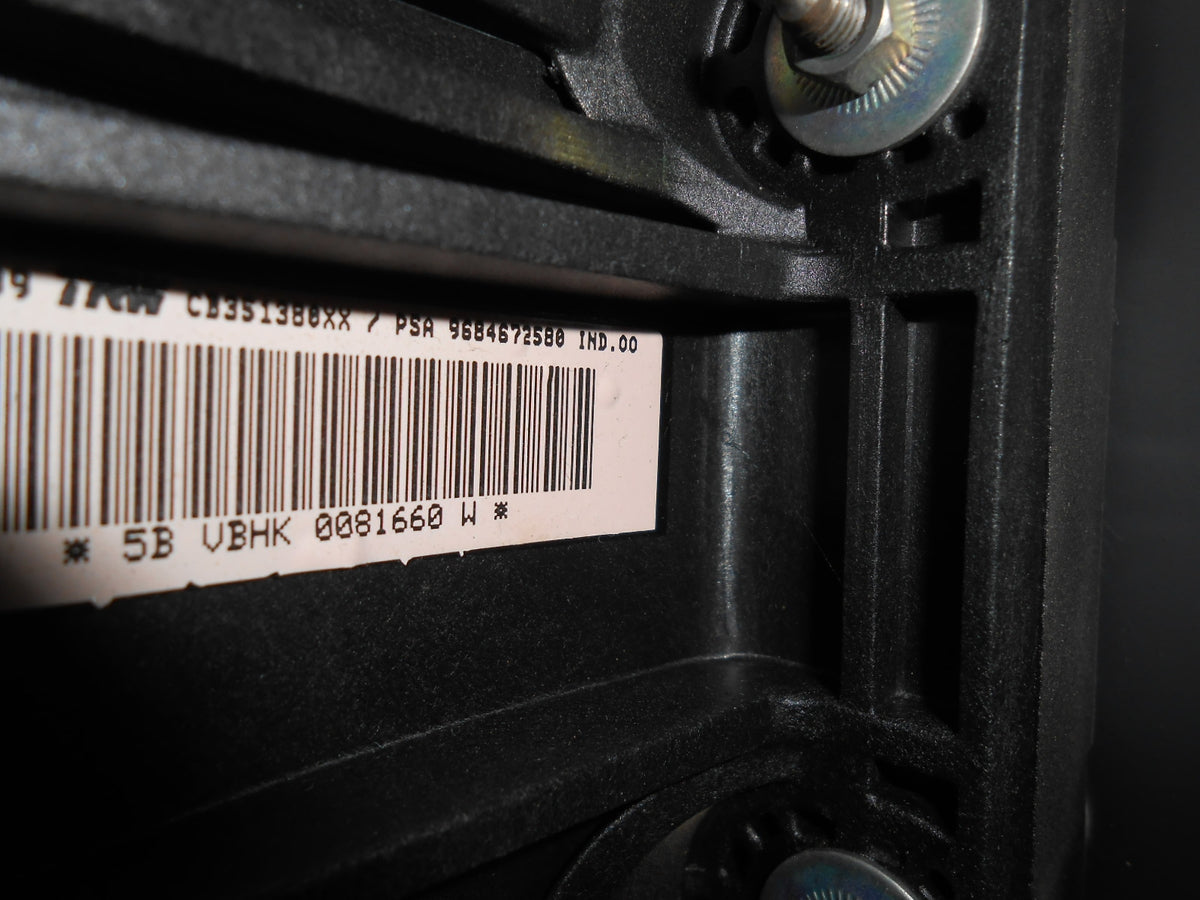 TRW CB351380XX / PSA 9684672580 IND.00
* 5B VBHK 0081660 W *